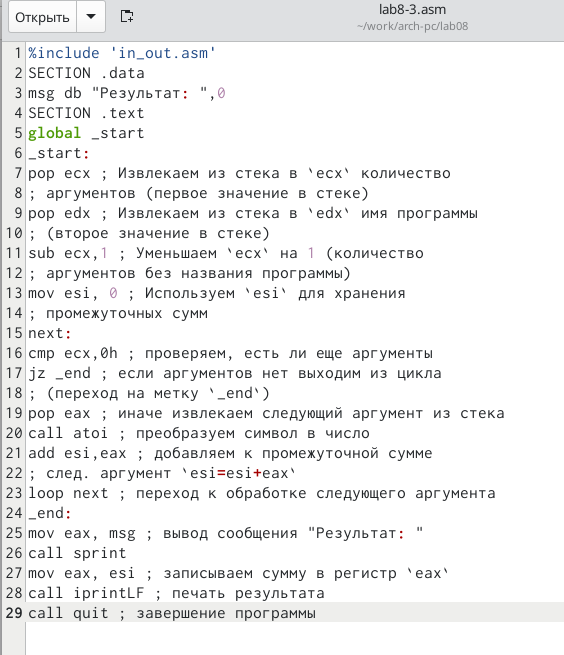 Открыть
lab8-3.asm
~/work/arch-pc/lab08
1 %include 'in_out.asm'
2 SECTION .data
3 msg db "Результат: ",0
4 SECTION .text
5 global _start
6 _start:
7 pop ecx ; Извлекаем из стека в `ecx` количество
8 ; аргументов (первое значение в стеке)
9 pop edx ; Извлекаем из стека в `edx` имя программы
10 ; (второе значение в стеке)
11 sub ecx,1 ; Уменьшаем `ecx` на 1 (количество
12 ; аргументов без названия программы)
13 mov esi, 0 ; Используем `esi` для хранения
14 ; промежуточных сумм
15 next:
16 cmp ecx,0h ; проверяем, есть ли еще аргументы
17 jz _end ; если аргументов нет выходим из цикла
18 ; (переход на метку `_end`)
19 pop eax ; иначе извлекаем следующий аргумент из стека
20 call atoi ; преобразуем символ в число
21 add esi,eax ; добавляем к промежуточной сумме
22 ; след. аргумент `esi=esi+eax`
23 loop next ; переход к обработке следующего аргумента
24 _end:
25 mov eax, msg ; вывод сообщения "Результат: "
26 call sprint
27 mov eax, esi ; записываем сумму в регистр `eax`
28 call iprintLF ; печать результата
29 call quit ; завершение программы